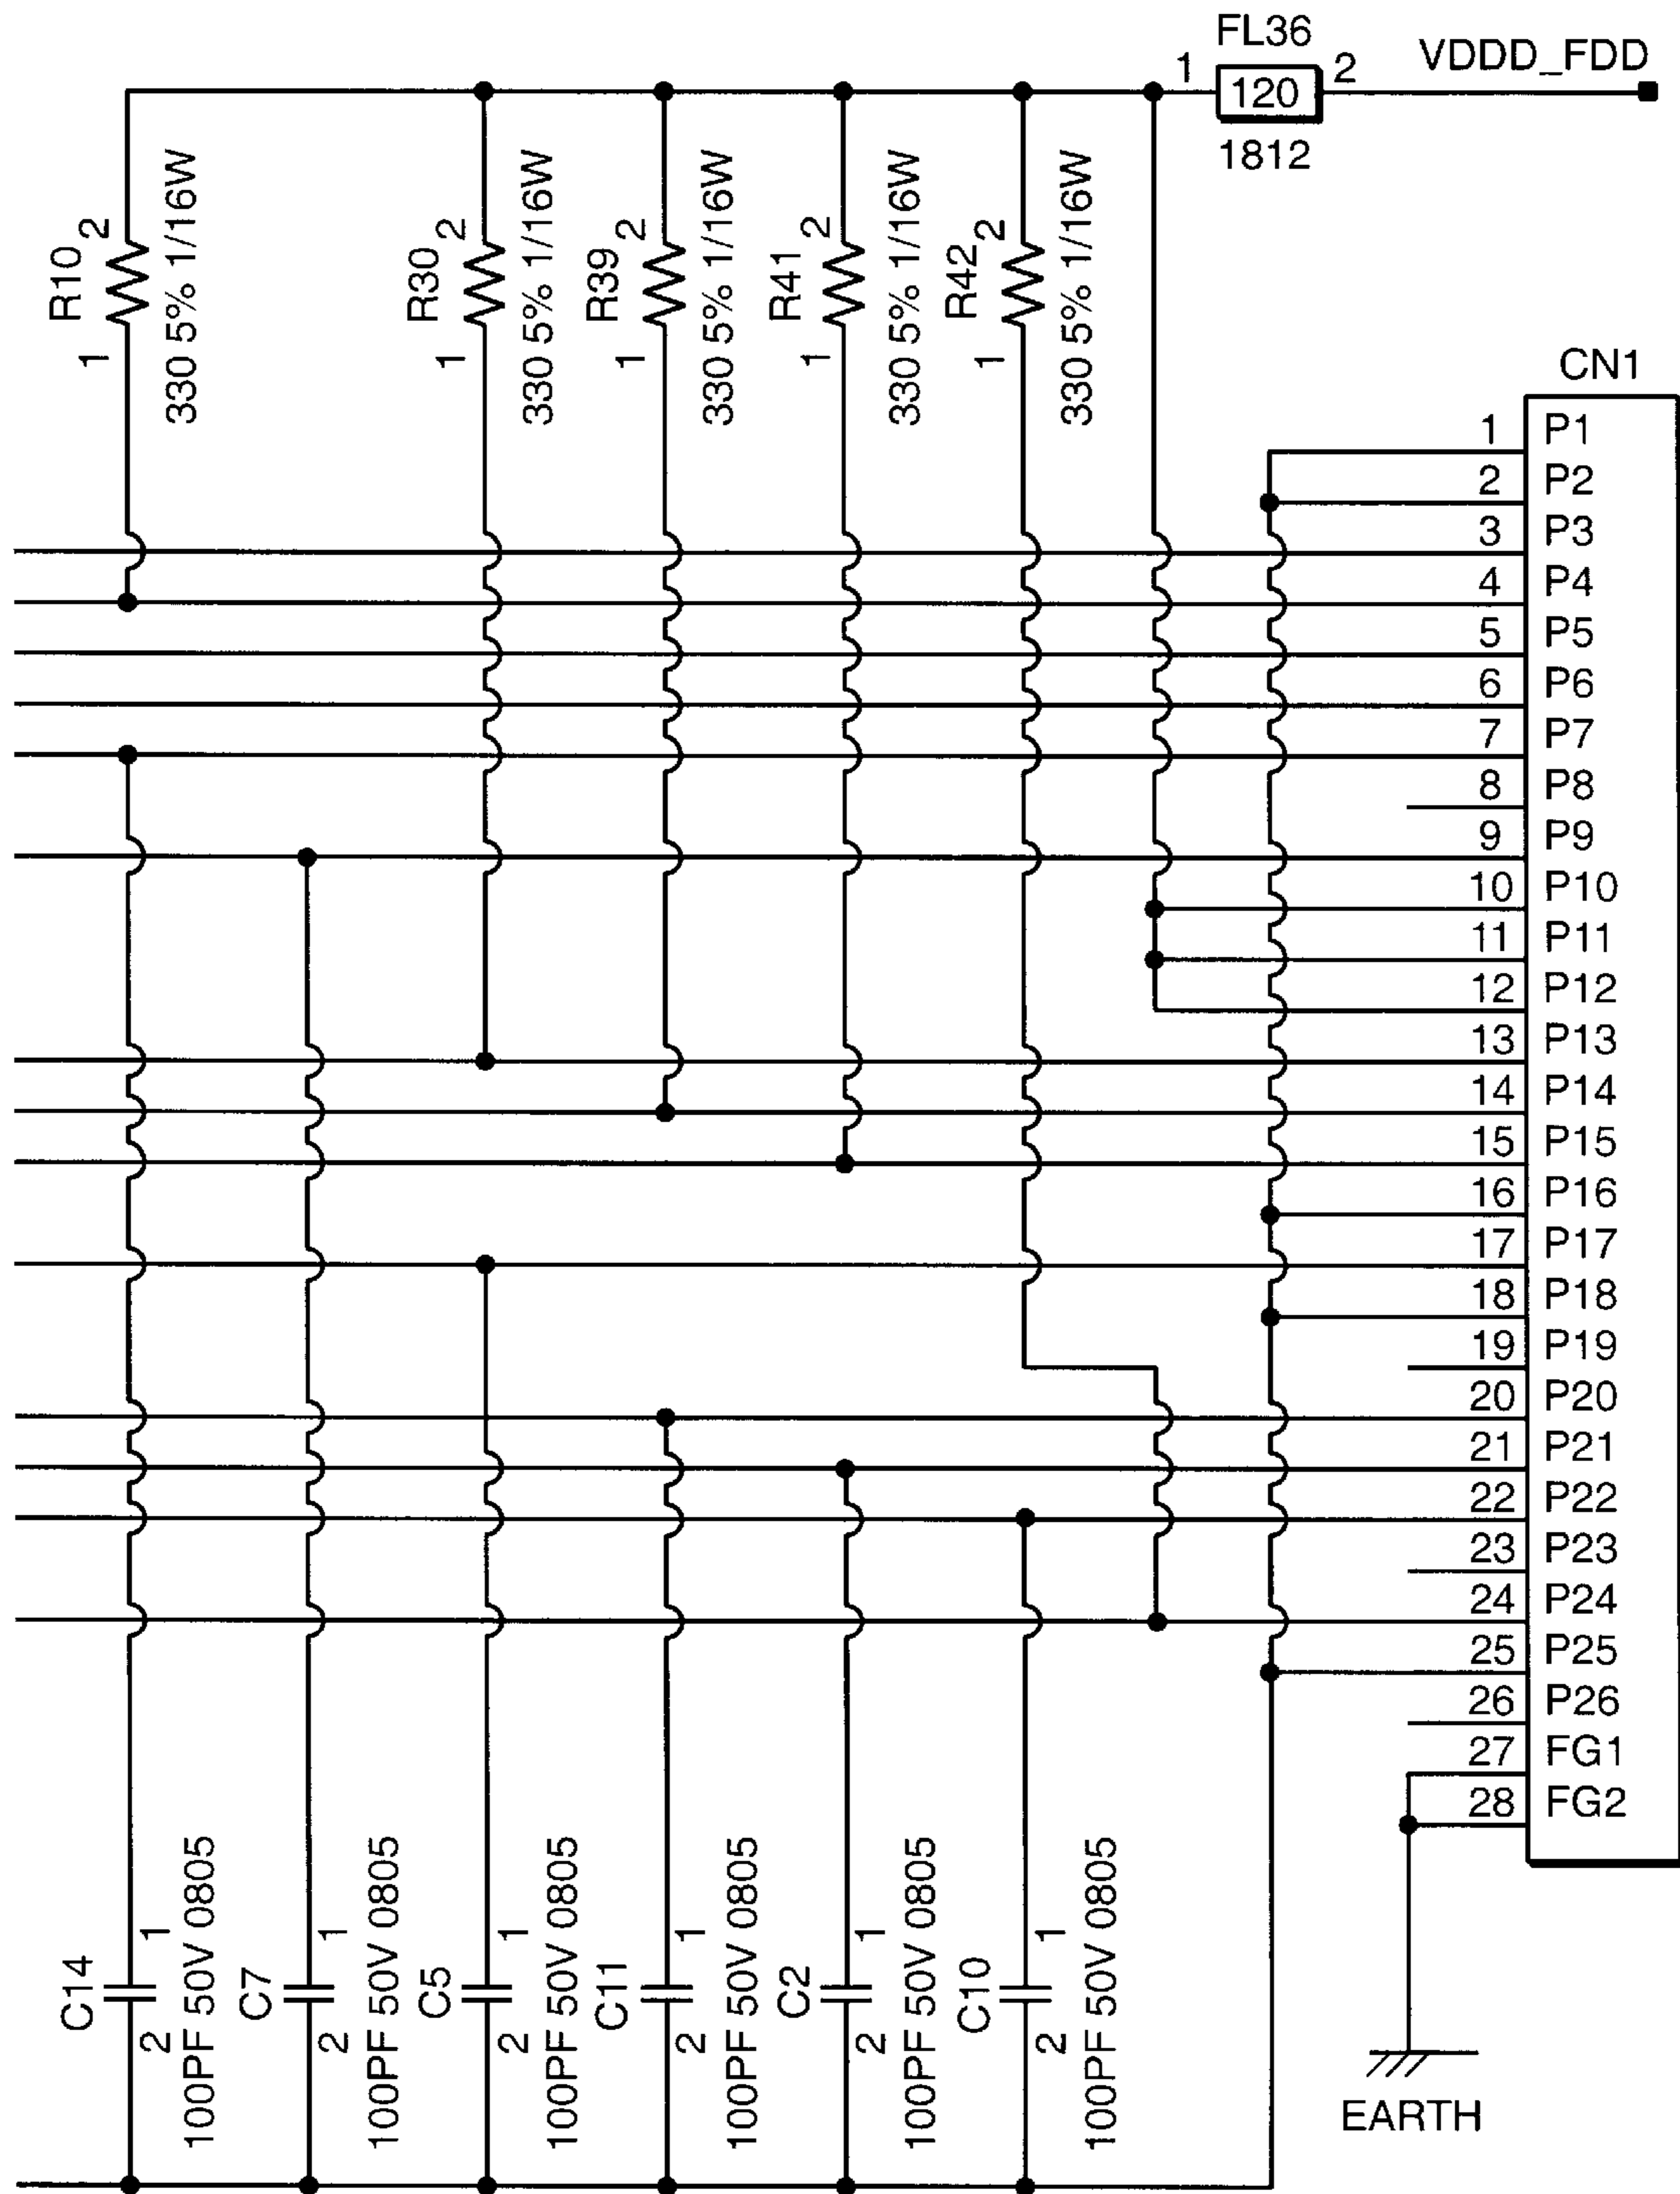 FL36
1
120
2
1812
VDDD_FDD
R10
1
2
330 5% 1/16W
R30
1
2
330 5% 1/16W
R39
1
2
330 5% 1/16W
R41
1
2
330 5% 1/16W
R42
1
2
330 5% 1/16W
CN1
1 P1
2 P2
3 P3
4 P4
5 P5
6 P6
7 P7
8 P8
9 P9
10 P10
11 P11
12 P12
13 P13
14 P14
15 P15
16 P16
17 P17
18 P18
19 P19
20 P20
21 P21
22 P22
23 P23
24 P24
25 P25
26 P26
27 FG1
28 FG2
C14
2
1
100PF 50V 0805
C7
2
1
100PF 50V 0805
C5
2
1
100PF 50V 0805
C11
2
1
100PF 50V 0805
C2
2
1
100PF 50V 0805
C10
2
1
100PF 50V 0805
EARTH